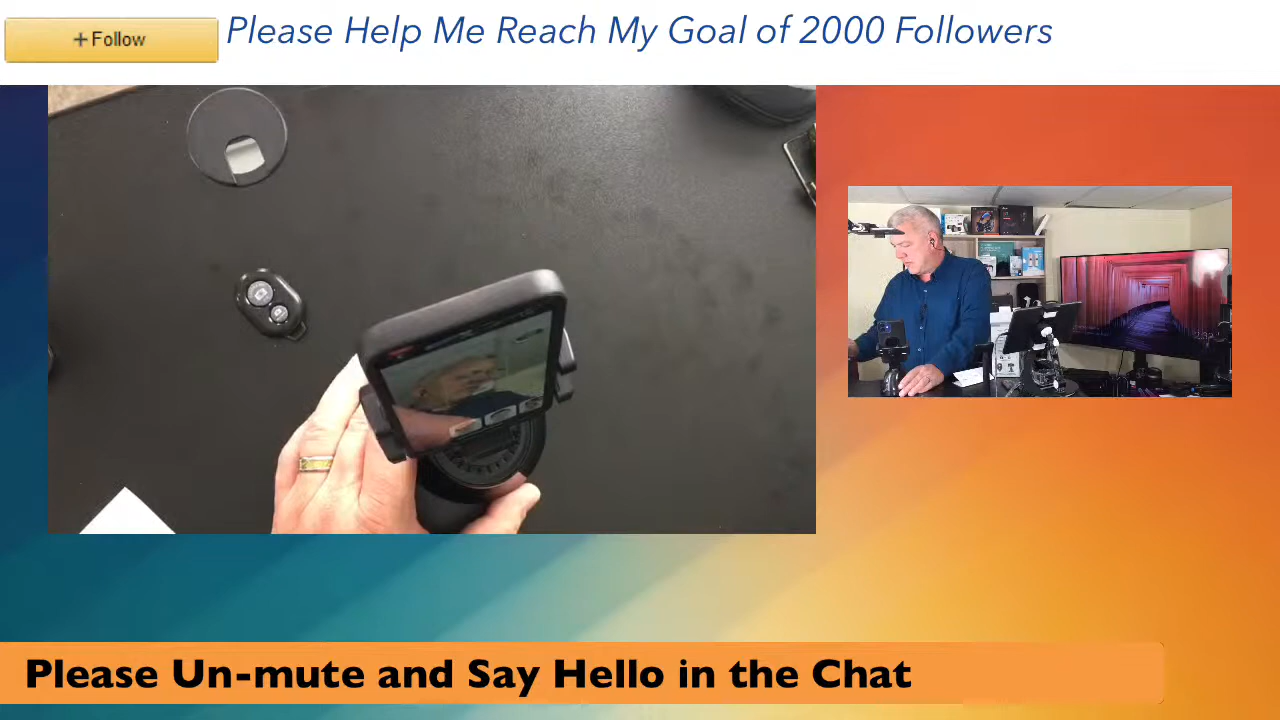 +Follow
Please Help Me Reach My Goal of 2000 Followers
Please Un-mute and Say Hello in the Chat